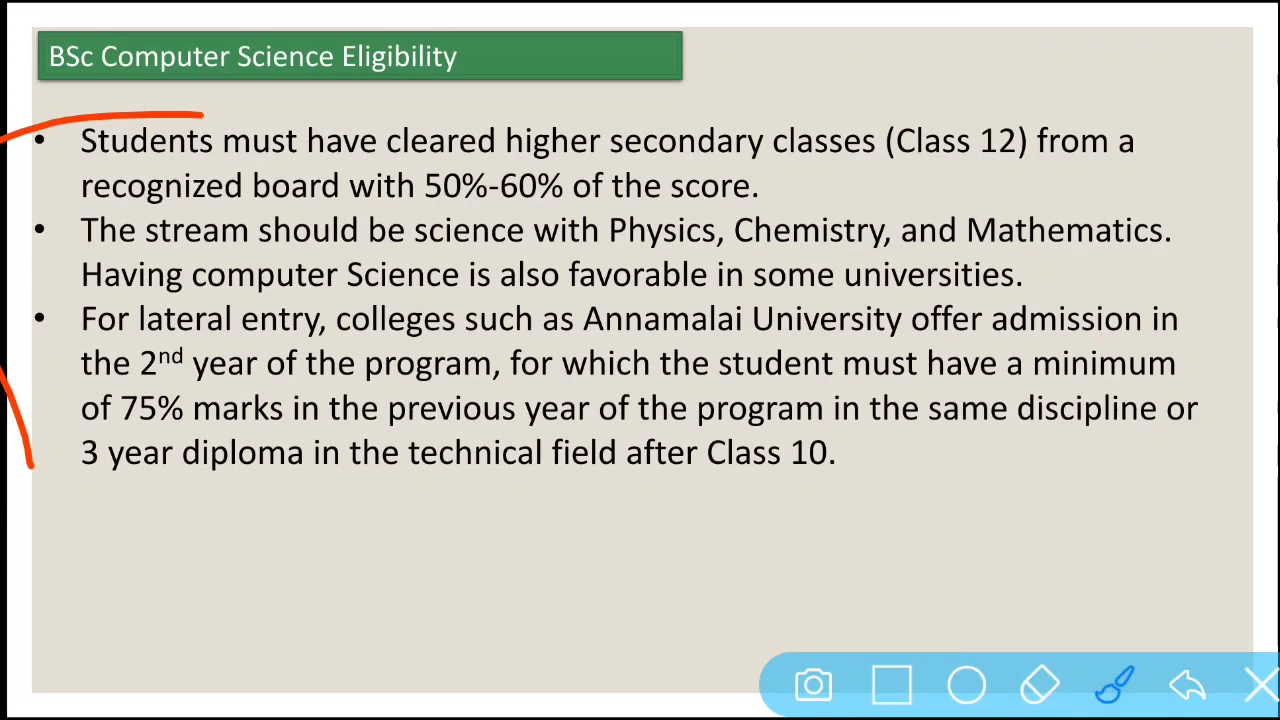 BSc Computer Science Eligibility
• Students must have cleared higher secondary classes (Class 12) from a
recognized board with 50%-60% of the score.
• The stream should be science with Physics, Chemistry, and Mathematics.
Having computer Science is also favorable in some universities.
• For lateral entry, colleges such as Annamalai University offer admission in
the 2nd year of the program, for which the student must have a minimum
of 75% marks in the previous year of the program in the same discipline or
3 year diploma in the technical field after Class 10.